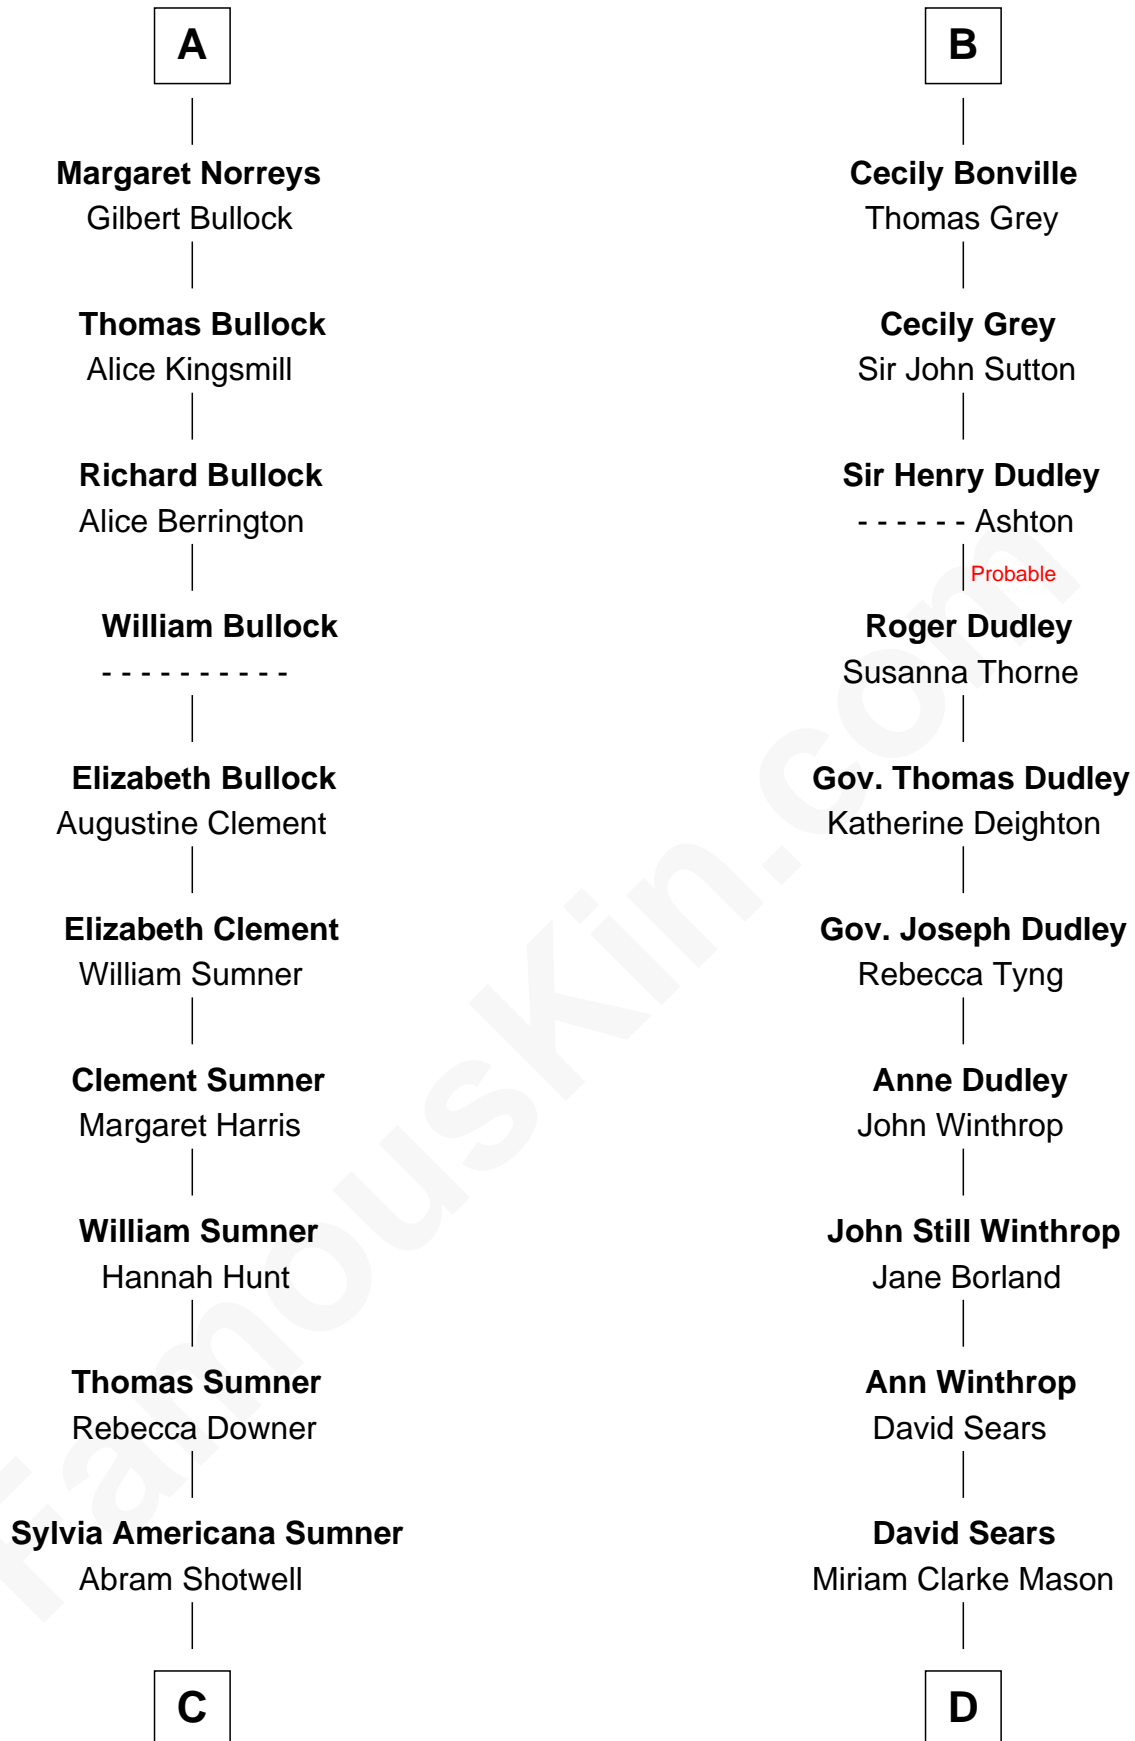 A
Margaret Norreys
Gilbert Bullock
Thomas Bullock
Alice Kingsmill
Richard Bullock
Alice Berrington
William Bullock
- - - - - - - - - -
Elizabeth Bullock
Augustine Clement
Elizabeth Clement
William Sumner
Clement Sumner
Margaret Harris
William Sumner
Hannah Hunt
Thomas Sumner
Rebecca Downer
Sylvia Americana Sumner
Abram Shotwell
C
B
Cecily Bonville
Thomas Grey
Cecily Grey
Sir John Sutton
Sir Henry Dudley
- - - - - - Ashton
Probable
Roger Dudley
Susanna Thorne
Gov. Thomas Dudley
Katherine Deighton
Gov. Joseph Dudley
Rebecca Tyng
Anne Dudley
John Winthrop
John Still Winthrop
Jane Borland
Ann Winthrop
David Sears
David Sears
Miriam Clarke Mason
D
FamousKin.com